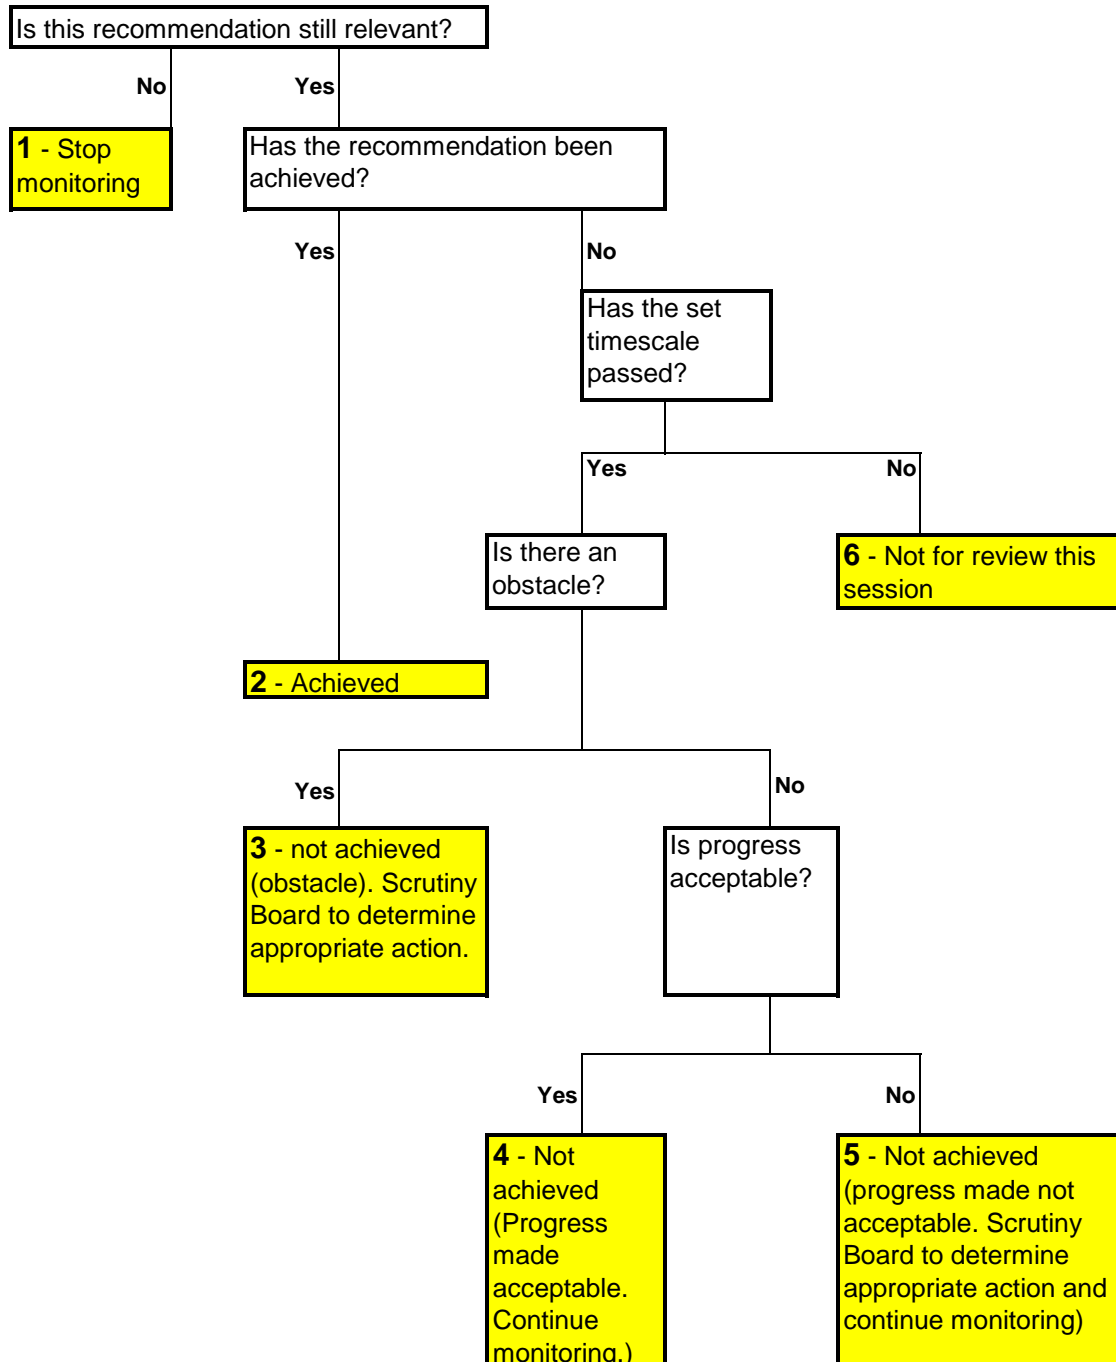 Is this recommendation still relevant?
No
Yes
1 - Stop
monitoring
Has the recommendation been
achieved?
Yes
No
Has the set
timescale
passed?
Yes
No
Is there an
obstacle?
6 - Not for review this
session
2 - Achieved
Yes
No
3 - not achieved
(obstacle). Scrutiny
Board to determine
appropriate action.
Is progress
acceptable?
Yes
No
4 - Not
achieved
(Progress
made
acceptable.
Continue
monitoring.)
5 - Not achieved
(progress made not
acceptable. Scrutiny
Board to determine
appropriate action and
continue monitoring)